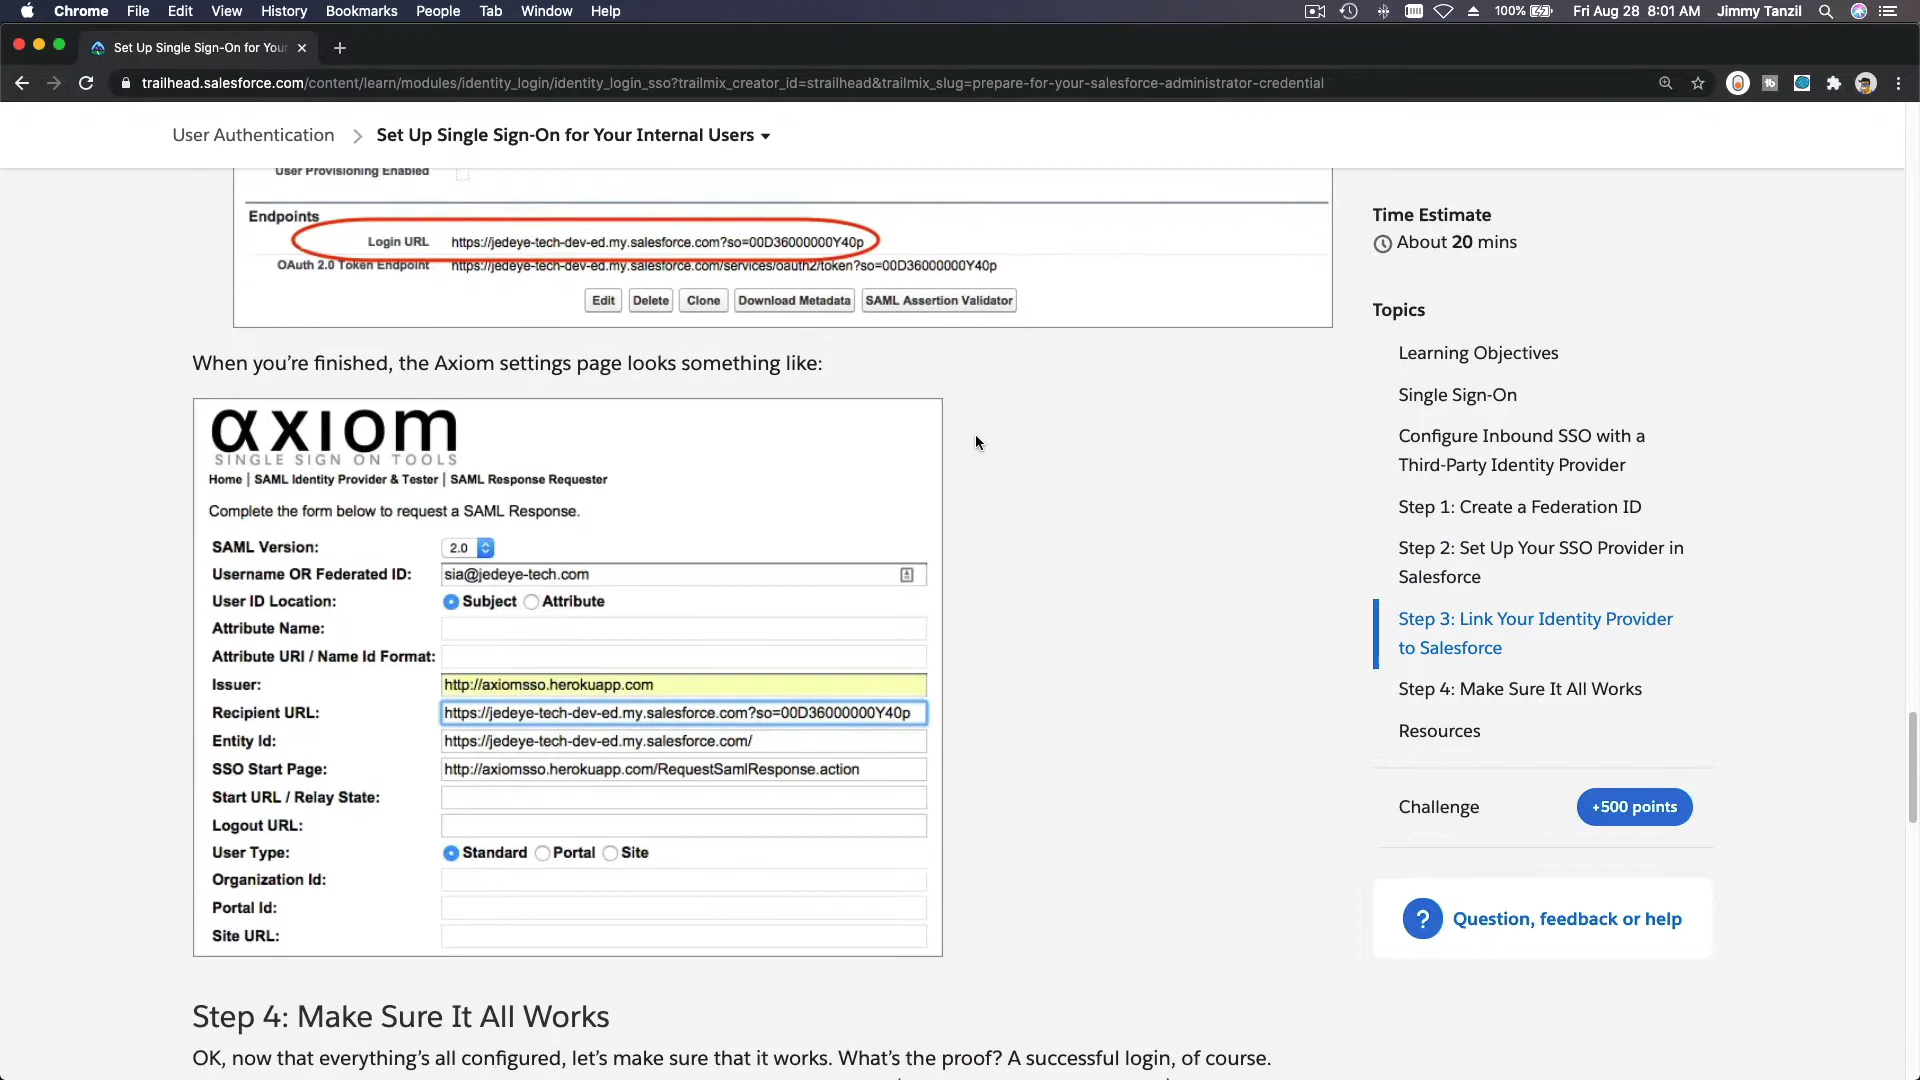 Chrome File Edit View History Bookmarks People Tab Window Help 100% Fri Aug 28 8:01 AM Jimmy Tanzil
Set Up Single Sign-On for You
trailhead.salesforce.com/content/learn/modules/identity_login/identity_login_sso?trailmix_creator_id=strailhead&trailmix_slug=prepare-for-your-salesforce-administrator-credential
User Authentication > Set Up Single Sign-On for Your Internal Users
User Provisioning Enabled
Endpoints
Login URL https://jedeye-tech-dev-ed.my.salesforce.com?so=00D36000000Y40p
OAuth 2.0 Token Endpoint https://jedeye-tech-dev-ed.my.salesforce.com/services/oauth2/token?so=00D36000000Y40p
Edit Delete Clone Download Metadata SAML Assertion Validator
When you're finished, the Axiom settings page looks something like:
αxiom
SINGLE SIGN ON TOOLS
Home | SAML Identity Provider & Tester | SAML Response Requester
Complete the form below to request a SAML Response.
SAML Version: 2.0
Username OR Federated ID: sia@jedeye-tech.com
User ID Location: Subject Attribute
Attribute Name:
Attribute URI / Name Id Format:
Issuer: http://axiomsso.herokuapp.com
Recipient URL: https://jedeye-tech-dev-ed.my.salesforce.com?so=00D36000000Y40p
Entity Id: https://jedeye-tech-dev-ed.my.salesforce.com/
SSO Start Page: http://axiomsso.herokuapp.com/RequestSamlResponse.action
Start URL / Relay State:
Logout URL:
User Type: Standard Portal Site
Organization Id:
Portal Id:
Site URL:
Step 4: Make Sure It All Works
OK, now that everything's all configured, let's make sure that it works. What's the proof? A successful login, of course.
Time Estimate
About 20 mins
Topics
Learning Objectives
Single Sign-On
Configure Inbound SSO with a
Third-Party Identity Provider
Step 1: Create a Federation ID
Step 2: Set Up Your SSO Provider in
Salesforce
Step 3: Link Your Identity Provider
to Salesforce
Step 4: Make Sure It All Works
Resources
Challenge +500 points
? Question, feedback or help